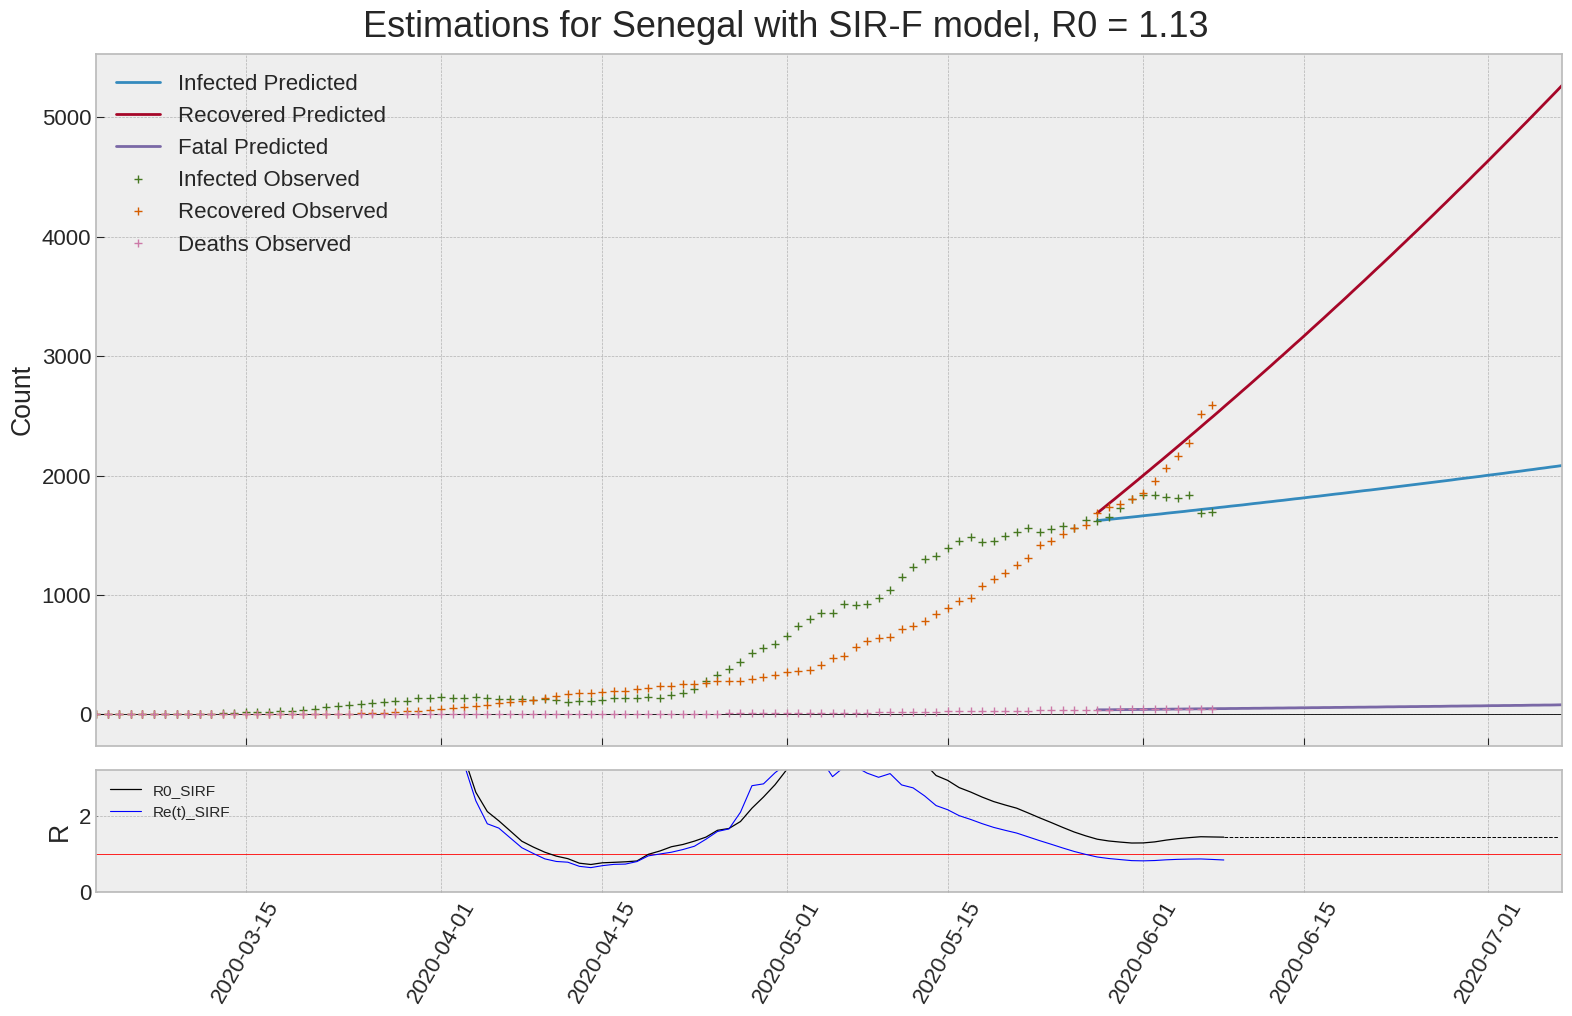 Estimations for Senegal with SIR-F model, R0 = 1.13
Infected Predicted
Recovered Predicted
Fatal Predicted
Infected Observed
Recovered Observed
Deaths Observed
5000
4000
3000
2000
1000
0
Count
R0_SIRF
Re(t)_SIRF
2
0
R
2020-03-15
2020-04-01
2020-04-15
2020-05-01
2020-05-15
2020-06-01
2020-06-15
2020-07-01